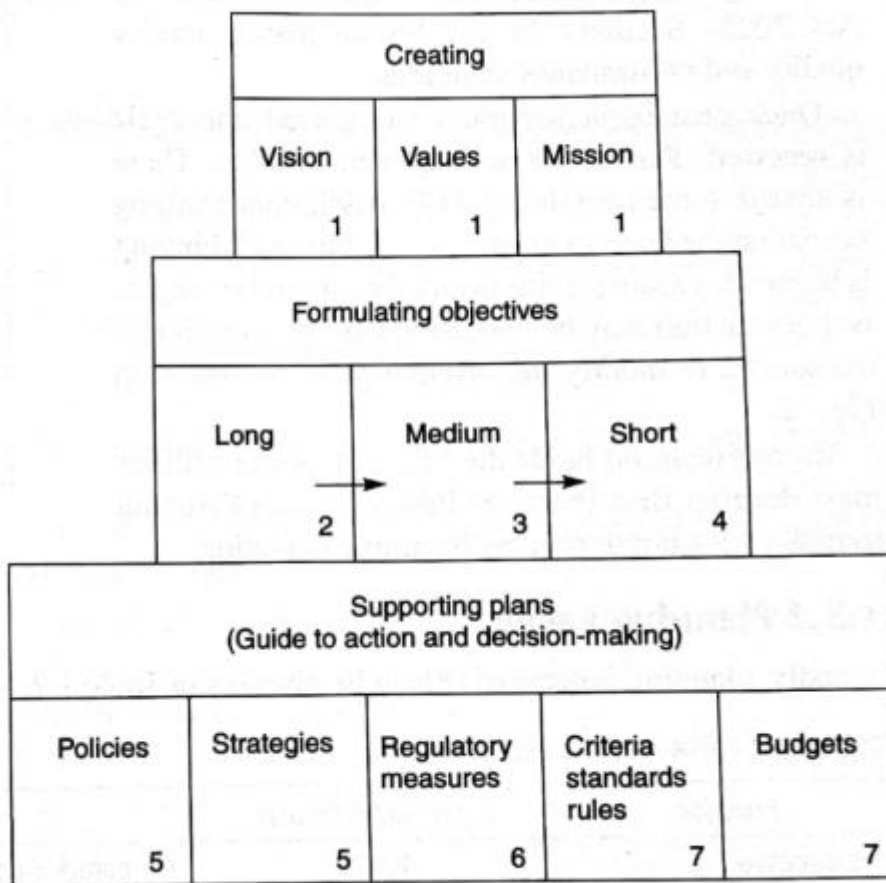 Creating
Vision Values Mission
1 1 1
Formulating objectives
Long Medium Short
2 3 4
Supporting plans
(Guide to action and decision-making)
Policies Strategies Regulatory measures Criteria standards rules Budgets
5 5 6 7 7